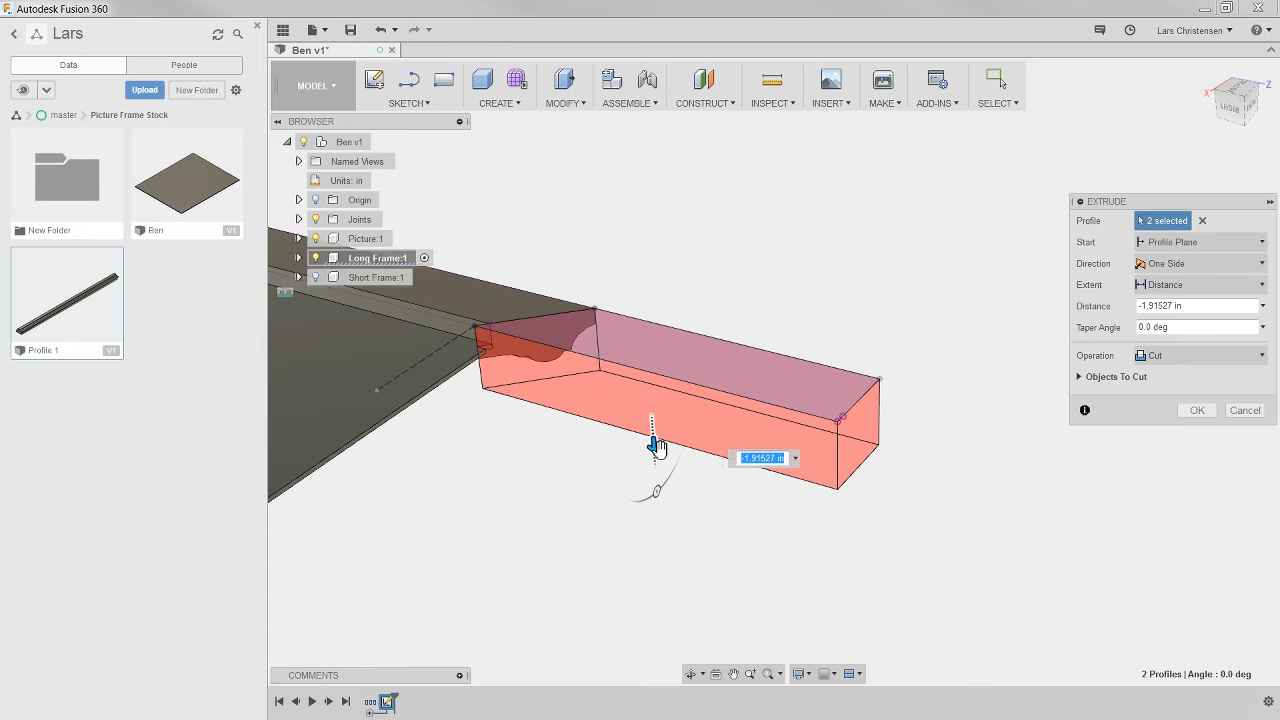 Autodesk Fusion 360
Lars
Lars Christensen
Data
People
Ben v1*
Upload
New Folder
MODEL
SKETCH
CREATE
MODIFY
ASSEMBLE
CONSTRUCT
INSPECT
INSERT
MAKE
ADD-INS
SELECT
master
Picture Frame Stock
BROWSER
Ben v1
Named Views
Units: in
Origin
Joints
Picture:1
Long Frame:1
Short Frame:1
New Folder
Ben
V1
Profile 1
V1
EXTRUDE
Profile
2 selected
Start
Profile Plane
Direction
One Side
Extent
Distance
Distance
-1.91527 in
Taper Angle
0.0 deg
Operation
Cut
Objects To Cut
OK
Cancel
-1.91527 in
COMMENTS
2 Profiles | Angle : 0.0 deg